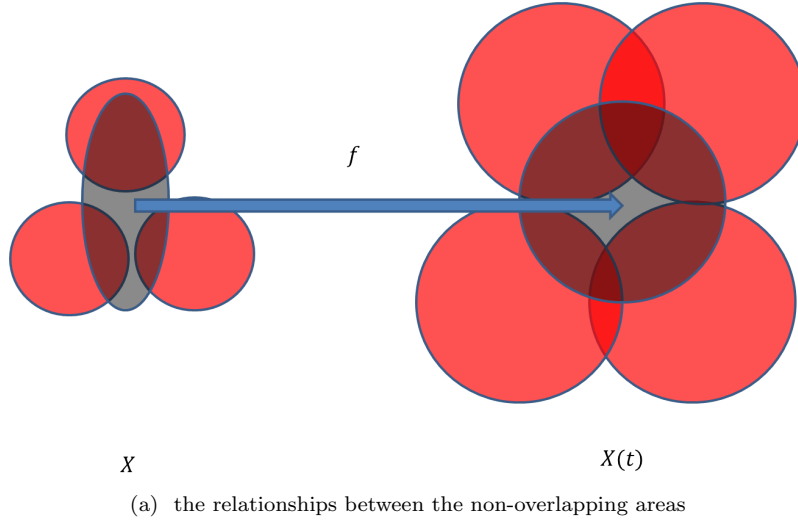 f
X
X(t)
(a) the relationships between the non-overlapping areas